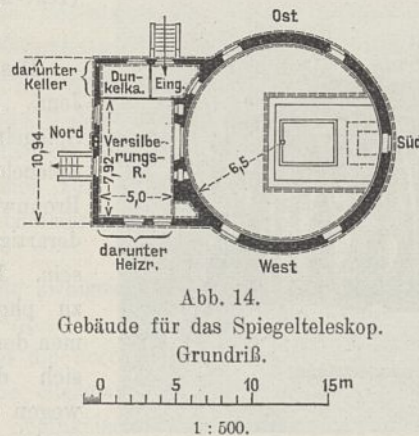 Ost
darunter
Keller
Dun-
kelka.
Eing.
Nord
Süd
10,94
7,92
Versilbe-
rungs-
R.
5,0
6,5
darunter
Heizr.
West
Abb. 14.
Gebäude für das Spiegelteleskop.
Grundriß.
0 5 10 15 m
1 : 500.